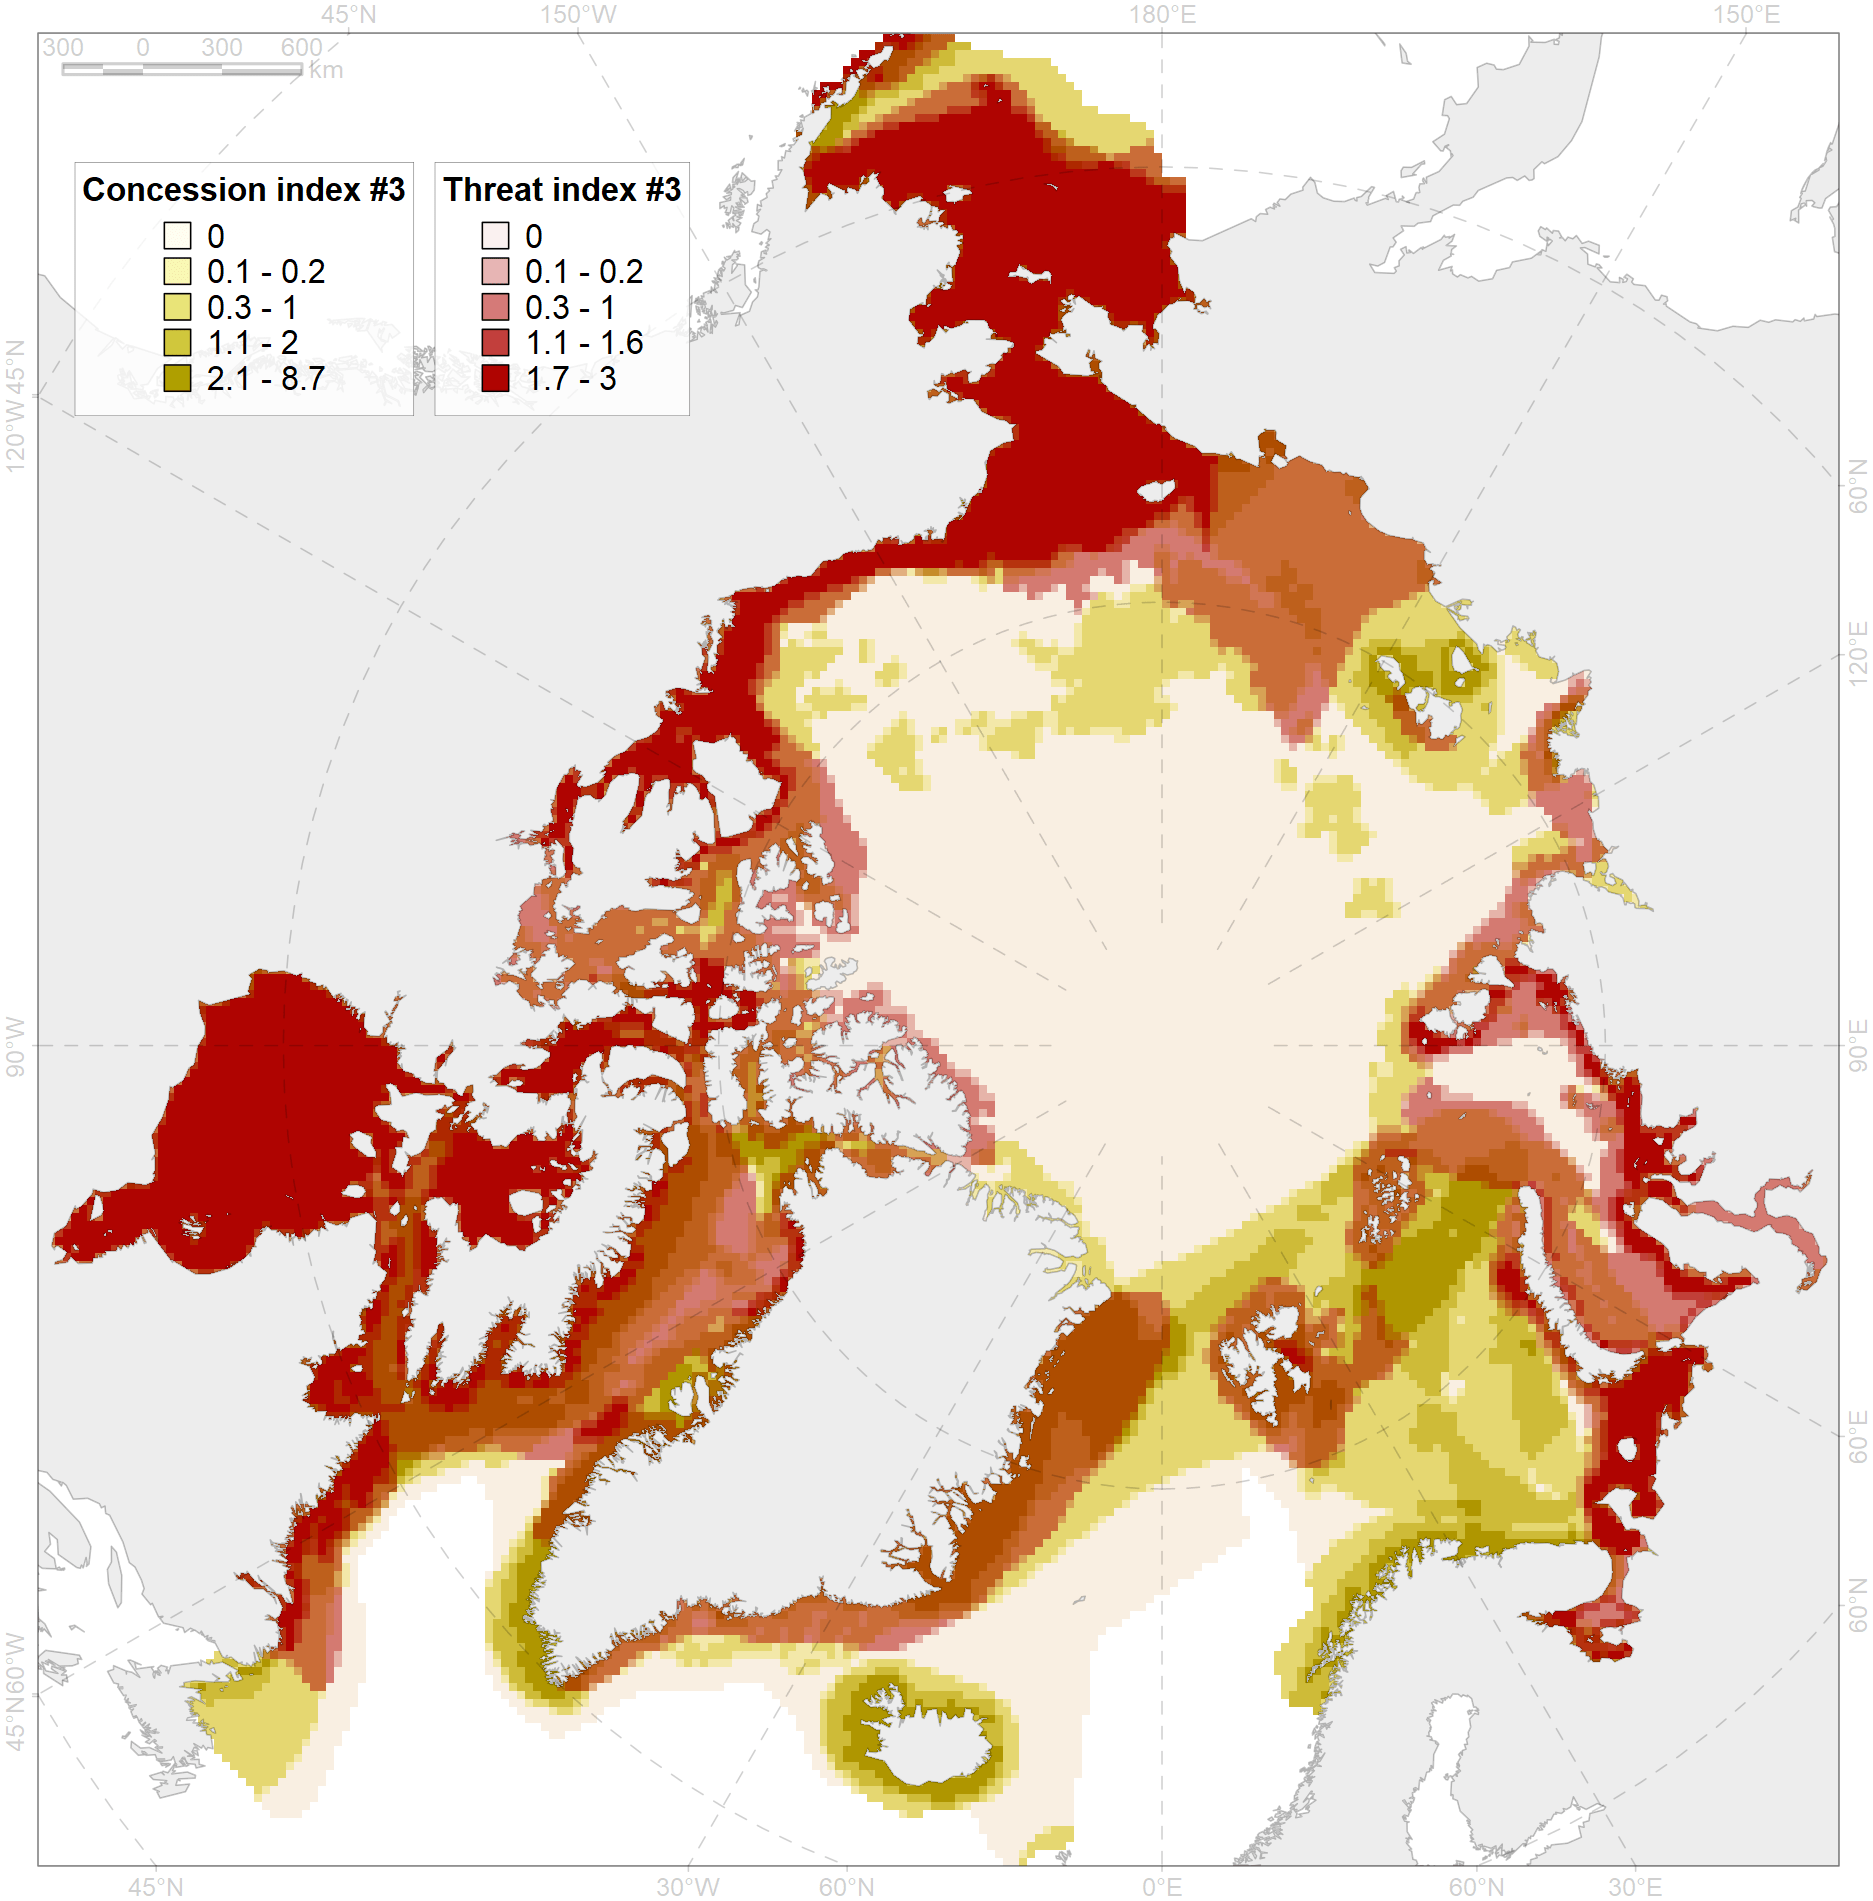 45°N 150°W 180°E 150°E
300 0 300 600
km
Concession index #3
0
0.1 - 0.2
0.3 - 1
1.1 - 2
2.1 - 8.7
Threat index #3
0
0.1 - 0.2
0.3 - 1
1.1 - 1.6
1.7 - 3
45°N
120°W
90°W
60°W
45°N
60°N
120°E
90°E
60°E
60°N
45°N 30°W 60°N 0°E 60°N 30°E